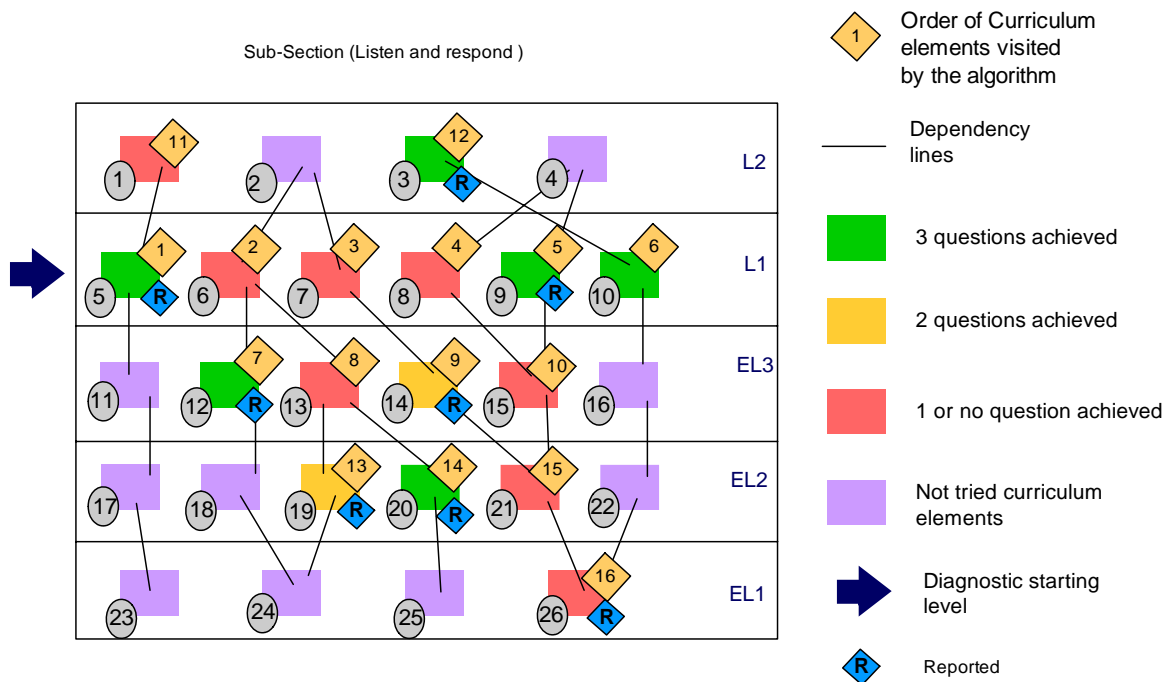 Sub-Section (Listen and respond )
11
12
1
2
3
R
4
L2
1
2
3
4
5
6
5
R
6
7
8
9
R
10
L1
7
8
9
10
11
12
R
13
14
R
15
16
EL3
13
14
15
17
18
19
R
20
R
21
22
EL2
16
23
24
25
26
R
EL1
1
Order of Curriculum
elements visited
by the algorithm
Dependency
lines
3 questions achieved
2 questions achieved
1 or no question achieved
Not tried curriculum
elements
Diagnostic starting
level
R
Reported